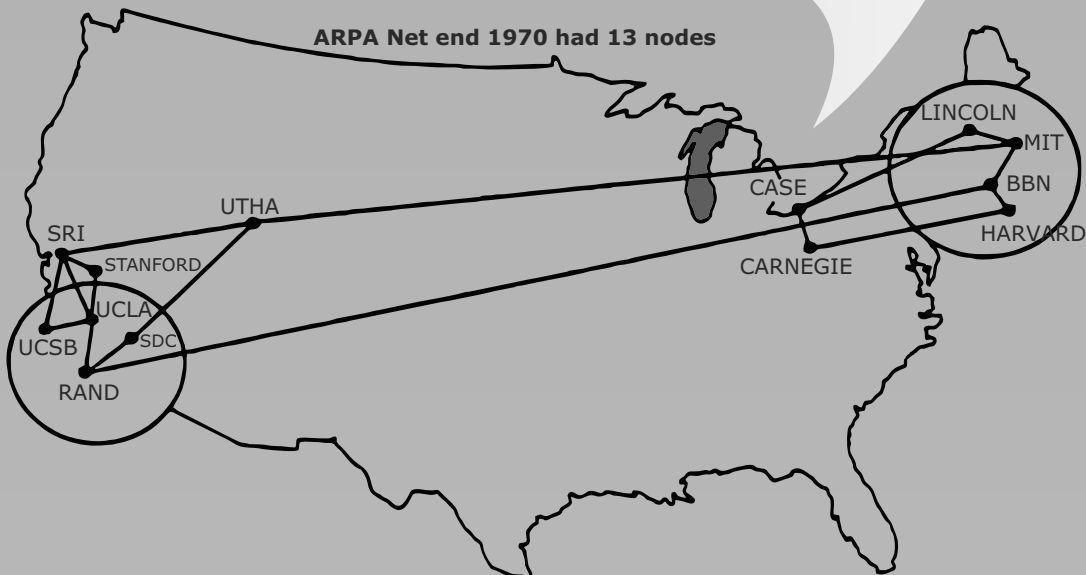 ARPA Net end 1970 had 13 nodes
LINCOLN
MIT
CASE
BBN
UTHA
HARVARD
SRI
CARNEGIE
STANFORD
UCLA
UCSB
SDC
RAND